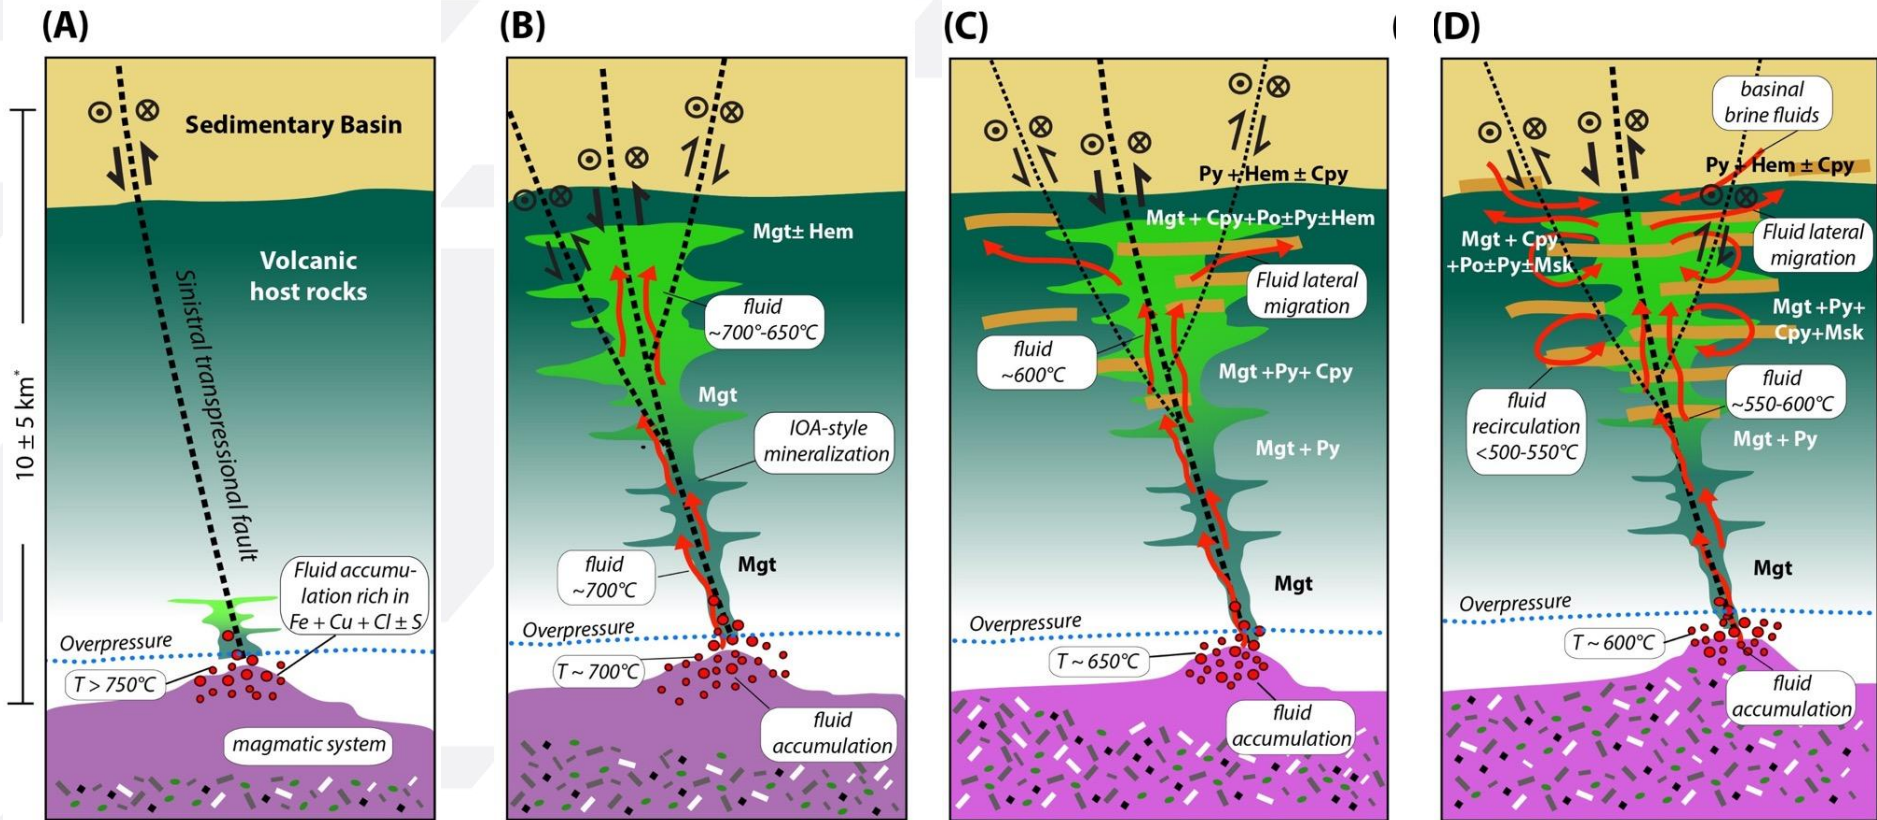 (A)
10 ± 5 km*
Sedimentary Basin
Volcanic
host rocks
Sinistral transpressional fault
Fluid accumu-
lation rich in
Fe + Cu + Cl ± S
Overpressure
T > 750°C
magmatic system
(B)
Mgt± Hem
fluid
~700°-650°C
Mgt
IOA-style
mineralization
fluid
~700°C
Mgt
Overpressure
T ~ 700°C
fluid
accumulation
(C)
Py + Hem ± Cpy
Mgt + Cpy+Po±Py±Hem
Fluid lateral
migration
fluid
~600°C
Mgt +Py+ Cpy
Mgt + Py
Mgt
Overpressure
T ~ 650°C
fluid
accumulation
(
(D)
basinal
brine fluids
Py + Hem ± Cpy
Fluid lateral
migration
Mgt + Cpy
+Po±Py±Msk
Mgt +Py+
Cpy+Msk
fluid
recirculation
<500-550°C
fluid
~550-600°C
Mgt + Py
Mgt
Overpressure
T ~ 600°C
fluid
accumulation